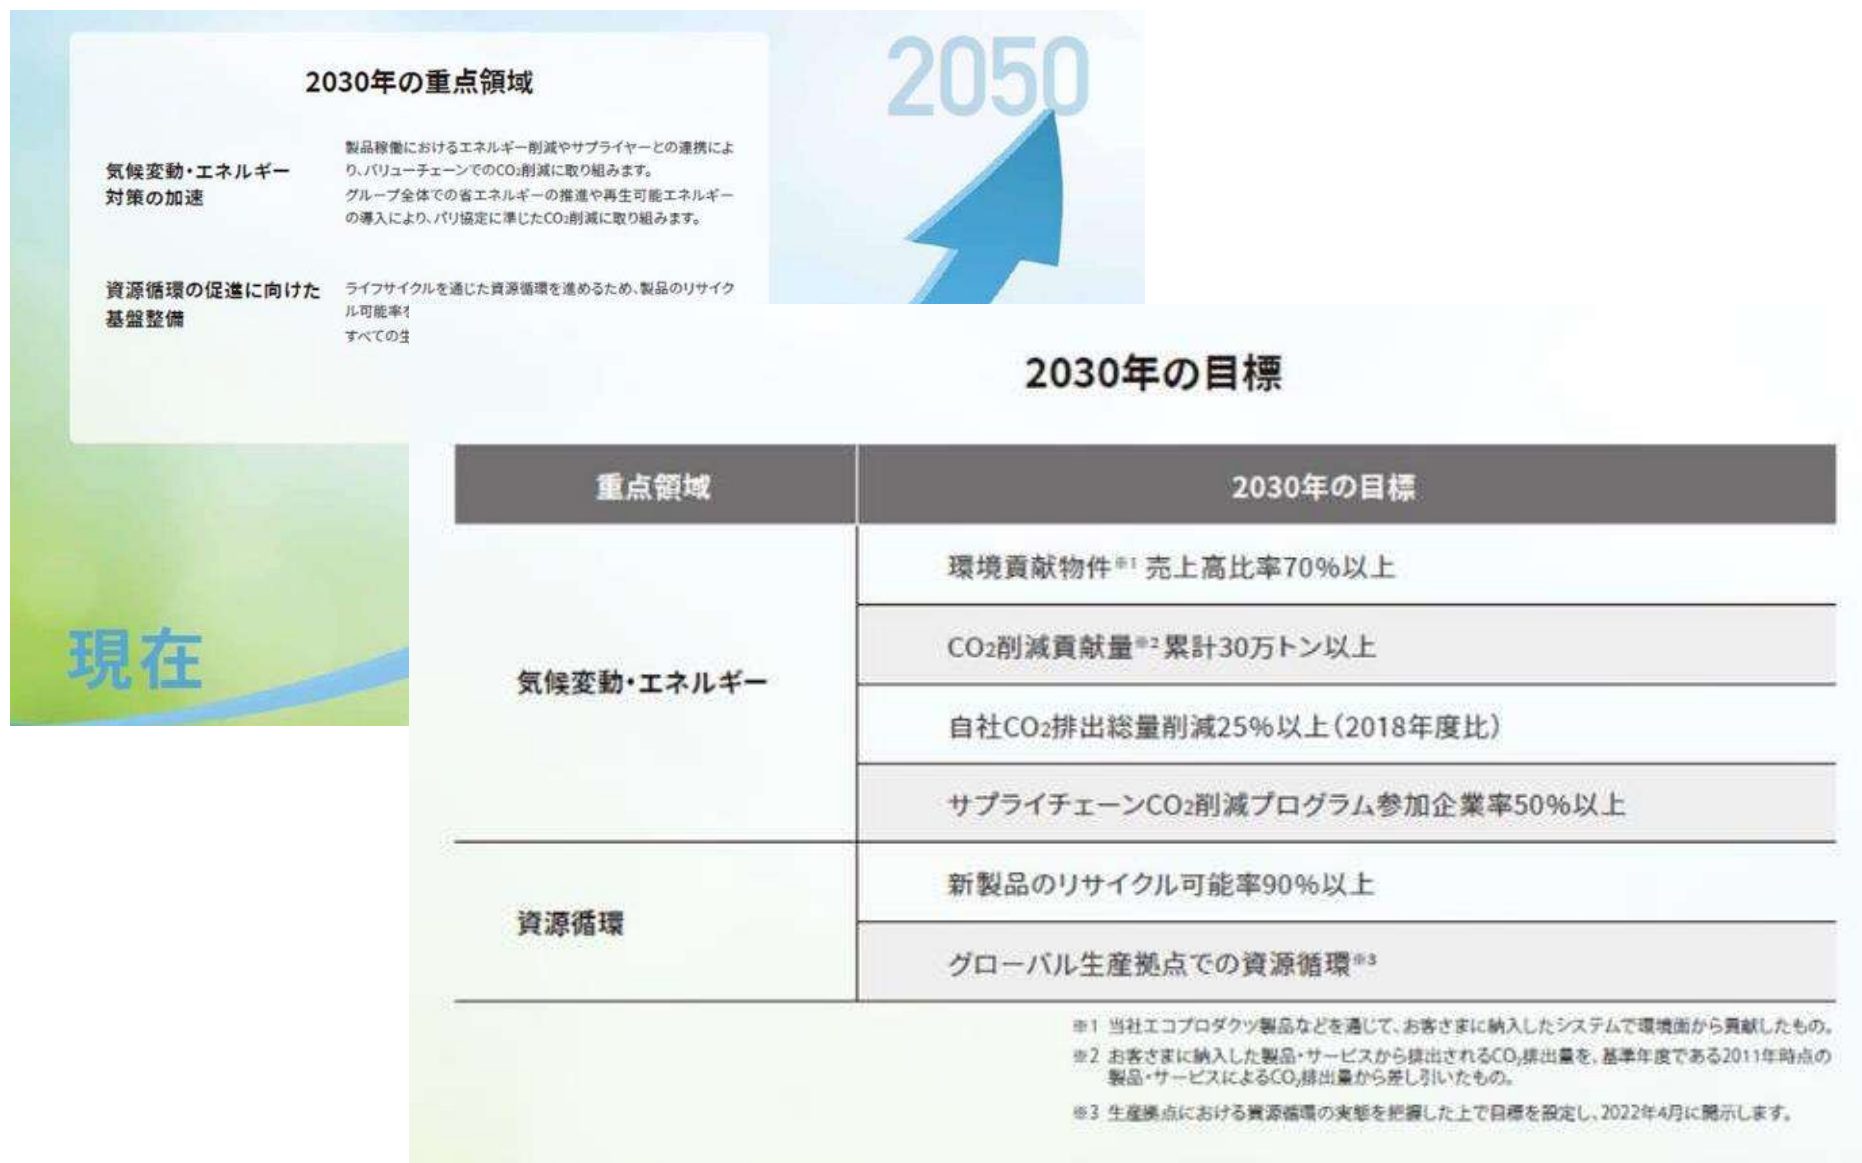 2050
2030年の重点領域
気候変動・エネルギー
対策の加速
製品稼働におけるエネルギー削減やサプライヤーとの連携によ
り、バリューチェーンでのCO₂削減に取り組みます。
グループ全体での省エネルギーの推進や再生可能エネルギー
の導入により、パリ協定に準じたCO₂削減に取り組みます。
資源循環の促進に向けた
基盤整備
ライフサイクルを通じた資源循環を進めるため、製品のリサイク
ル可能率
すべての生
現在
2030年の目標
重点領域
2030年の目標
気候変動・エネルギー
環境貢献物件※1 売上高比率70%以上
CO₂削減貢献量※2 累計30万トン以上
自社CO₂排出総量削減25%以上(2018年度比)
サプライチェーンCO₂削減プログラム参加企業率50%以上
資源循環
新製品のリサイクル可能率90%以上
グローバル生産拠点での資源循環※3
※1 当社エコプロダクツ製品などを通じて、お客さまに納入したシステムで環境面から貢献したもの。
※2 お客さまに納入した製品・サービスから排出されるCO₂排出量を、基準年度である2011年時点の
製品・サービスによるCO₂排出量から差し引いたもの。
※3 生産拠点における資源循環の実態を把握した上で目標を設定し、2022年4月に開示します。